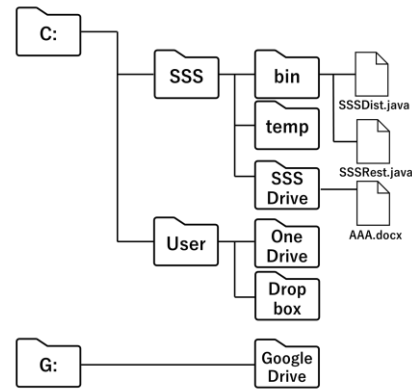 C:
SSS
bin
SSSDist.java
temp
SSSRest.java
SSS
Drive
AAA.docx
User
One
Drive
Drop
box
G:
Google
Drive